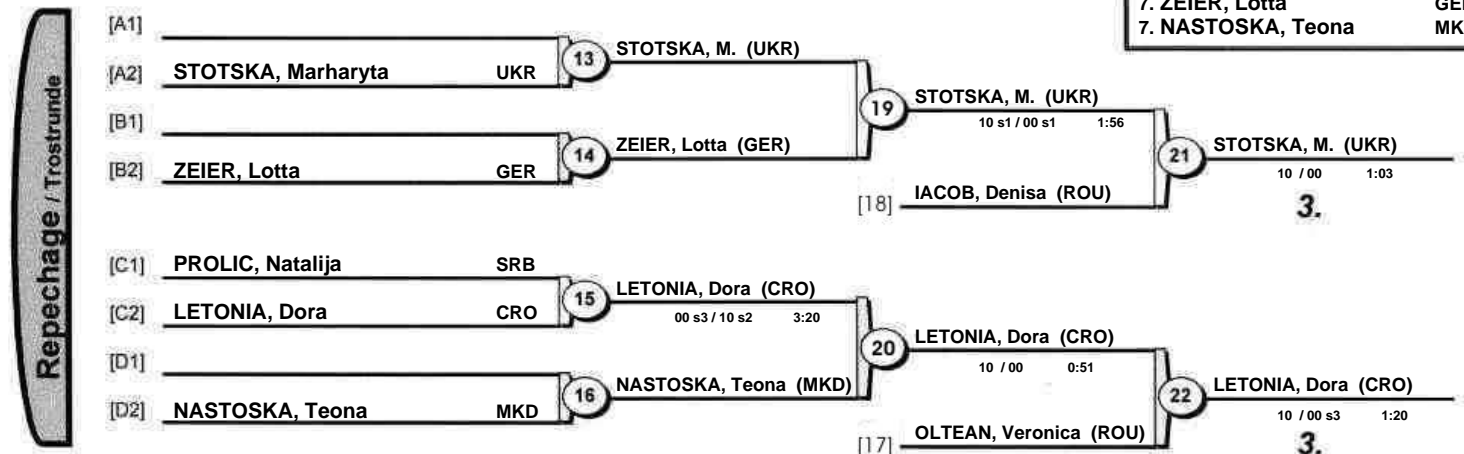 7. ZEIER, Lotta GE
7. NASTOSKA, Teona MK
Repechage / Trostrunde
[A1]
[A2] STOTSKA, Marharyta UKR
13
STOTSKA, M. (UKR)
[B1]
[B2] ZEIER, Lotta GER
14
ZEIER, Lotta (GER)
19
STOTSKA, M. (UKR)
10 s1 / 00 s1 1:56
[18] IACOB, Denisa (ROU)
21
STOTSKA, M. (UKR)
10 / 00 1:03
3.
[C1] PROLIC, Natalija SRB
[C2] LETONIA, Dora CRO
15
LETONIA, Dora (CRO)
00 s3 / 10 s2 3:20
[D1]
[D2] NASTOSKA, Teona MKD
16
NASTOSKA, Teona (MKD)
20
LETONIA, Dora (CRO)
10 / 00 0:51
[17] OLTEAN, Veronica (ROU)
22
LETONIA, Dora (CRO)
10 / 00 s3 1:20
3.